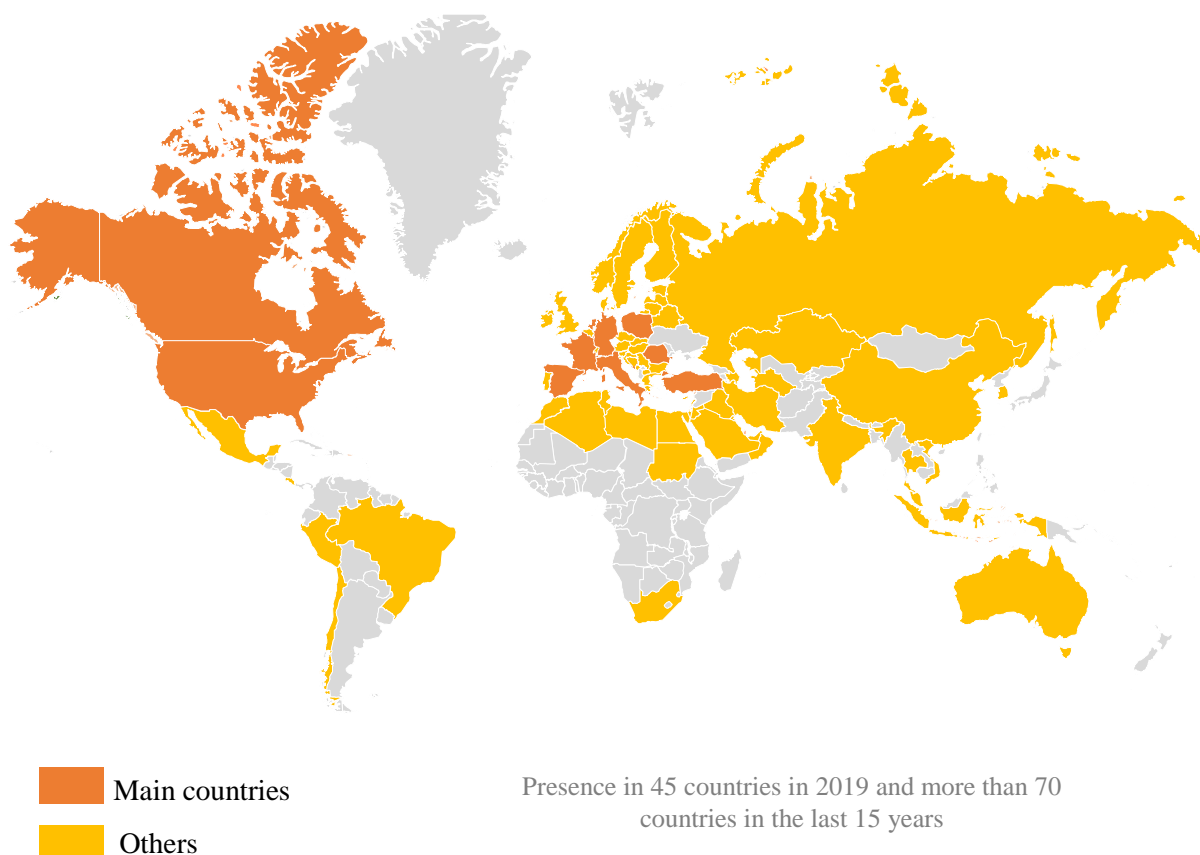 Main countries
Others
Presence in 45 countries in 2019 and more than 70
countries in the last 15 years